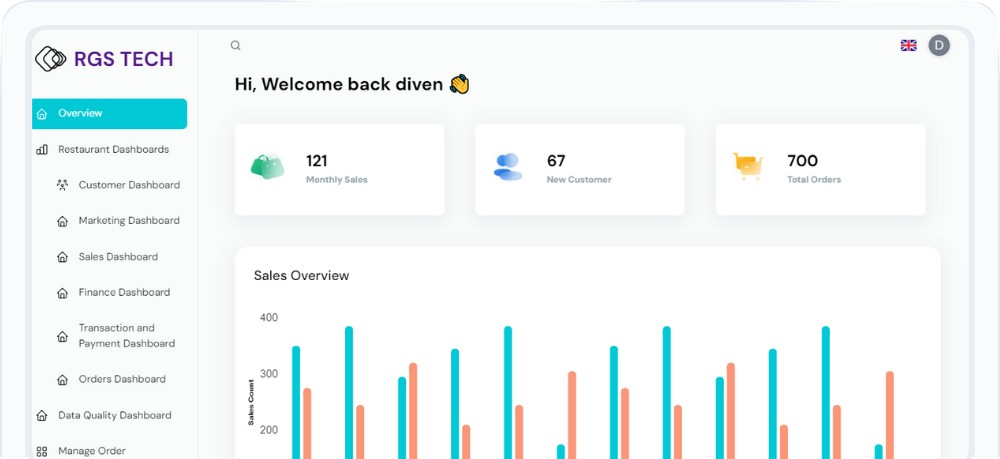 RGS TECH
D
Hi, Welcome back diven
Overview
Restaurant Dashboards
Customer Dashboard
Marketing Dashboard
Sales Dashboard
Finance Dashboard
Transaction and
Payment Dashboard
Orders Dashboard
Data Quality Dashboard
Manage Order
121
Monthly Sales
67
New Customer
700
Total Orders
Sales Overview
400
300
200
Sales Count